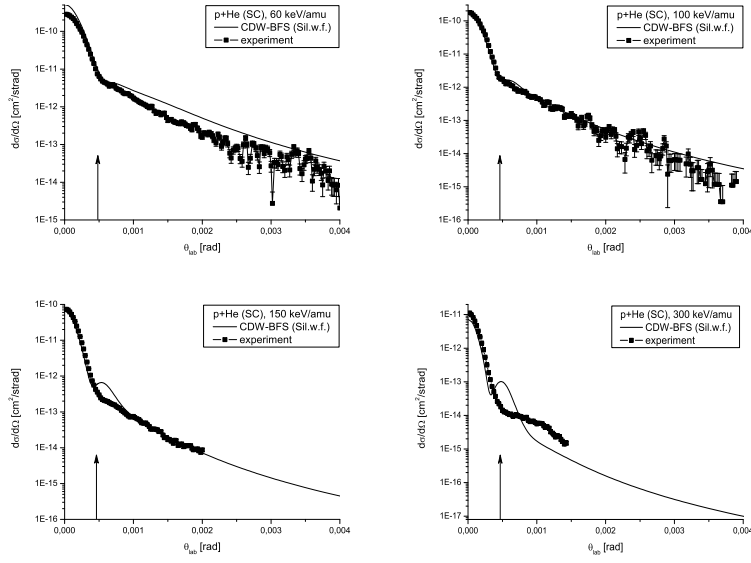 p+He (SC), 60 keV/amu
CDW-BFS (Sil.w.f.)
experiment
1E-10
1E-11
1E-12
1E-13
1E-14
1E-15
dσ/dΩ [cm²/strad]
0,000
0,001
0,002
0,003
0,004
θlab [rad]
p+He (SC), 100 keV/amu
CDW-BFS (Sil.w.f.)
experiment
1E-10
1E-11
1E-12
1E-13
1E-14
1E-15
1E-16
dσ/dΩ [cm²/strad]
0,000
0,001
0,002
0,003
0,004
θlab [rad]
p+He (SC), 150 keV/amu
CDW-BFS (Sil.w.f.)
experiment
1E-10
1E-11
1E-12
1E-13
1E-14
1E-15
1E-16
dσ/dΩ [cm²/strad]
0,000
0,001
0,002
0,003
0,004
θlab [rad]
p+He (SC), 300 keV/amu
CDW-BFS (Sil.w.f.)
experiment
1E-11
1E-12
1E-13
1E-14
1E-15
1E-16
1E-17
dσ/dΩ [cm²/strad]
0,000
0,001
0,002
0,003
0,004
θlab [rad]